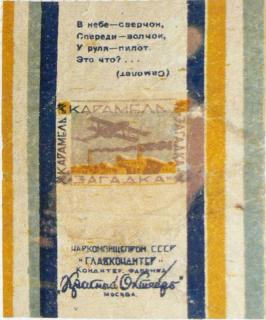 В небе—сверчок,
Спереди—волчок,
У руля—пилот.
Это что?...
(Самолет)
КАРАМЕЛЬ
КАРАМЕЛЬ
ЗАГАДКА
"ЗАГАДКА"
НАРКОМПИЩЕПРОМ СССР
"ГЛАВКОНДИТЕР"
КОНДИТЕР. ФАБРИКА
"Красный Октябрь"
МОСКВА